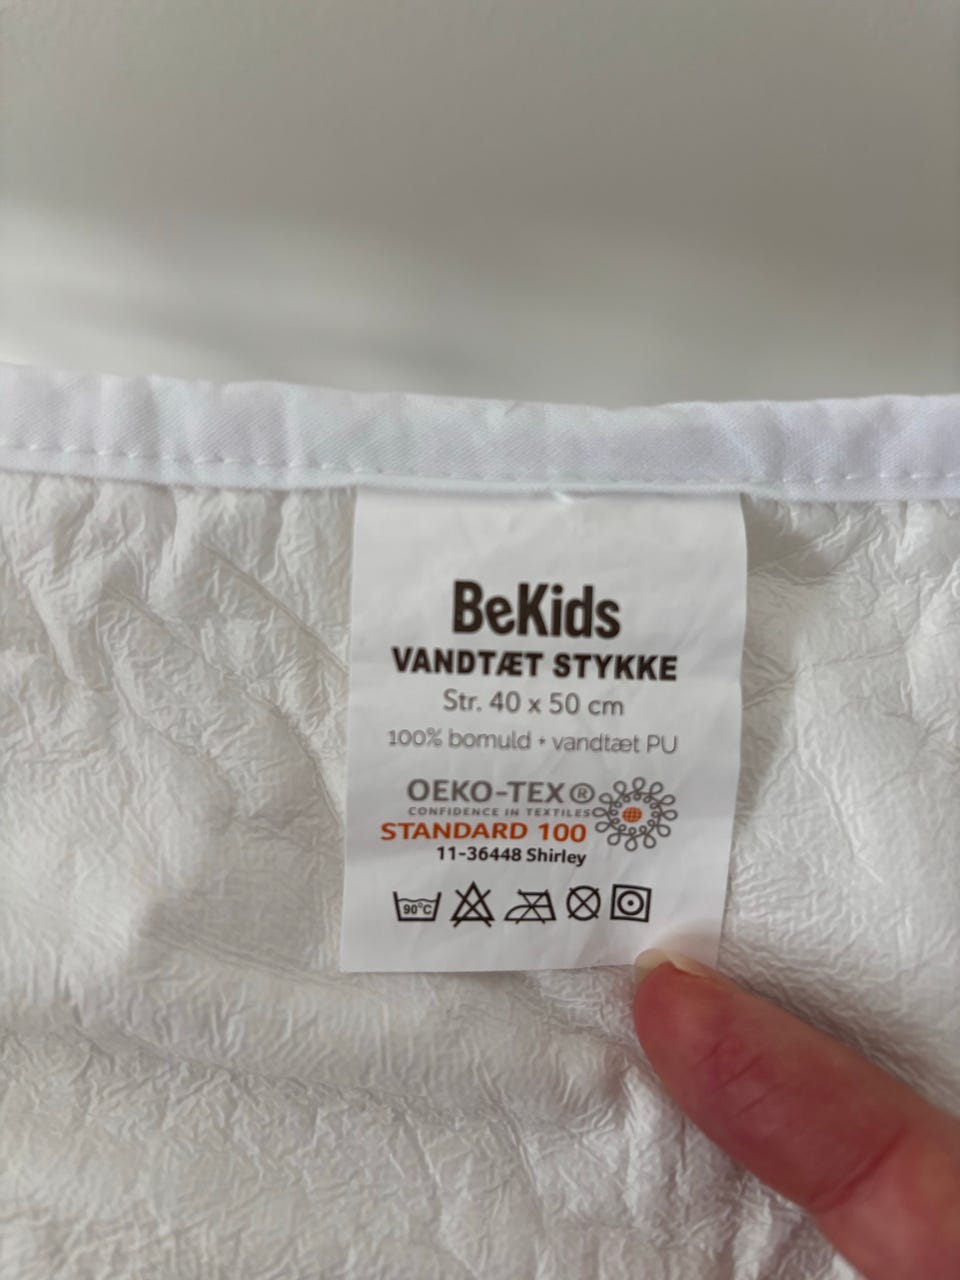 BeKids
VANDTÆT STYKKE
Str. 40 x 50 cm
100% bomuld + vandtæt PU
OEKO-TEX®
CONFIDENCE IN TEXTILES
STANDARD 100
11-36448 Shirley
90°C